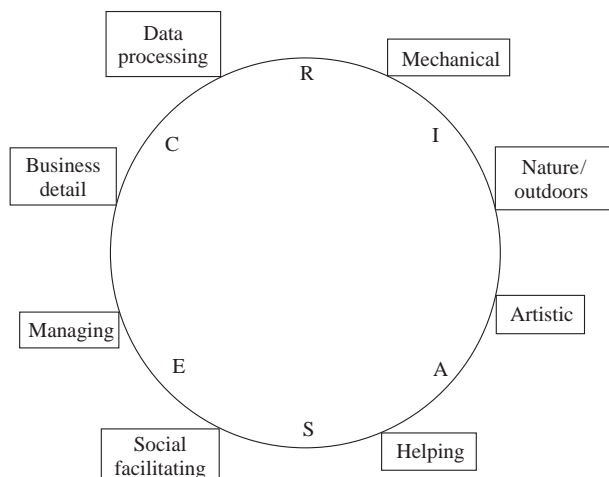 Data
processing
R
Mechanical
C
I
Business
detail
Nature/
outdoors
Managing
Artistic
E
A
Social
facilitating
S
Helping